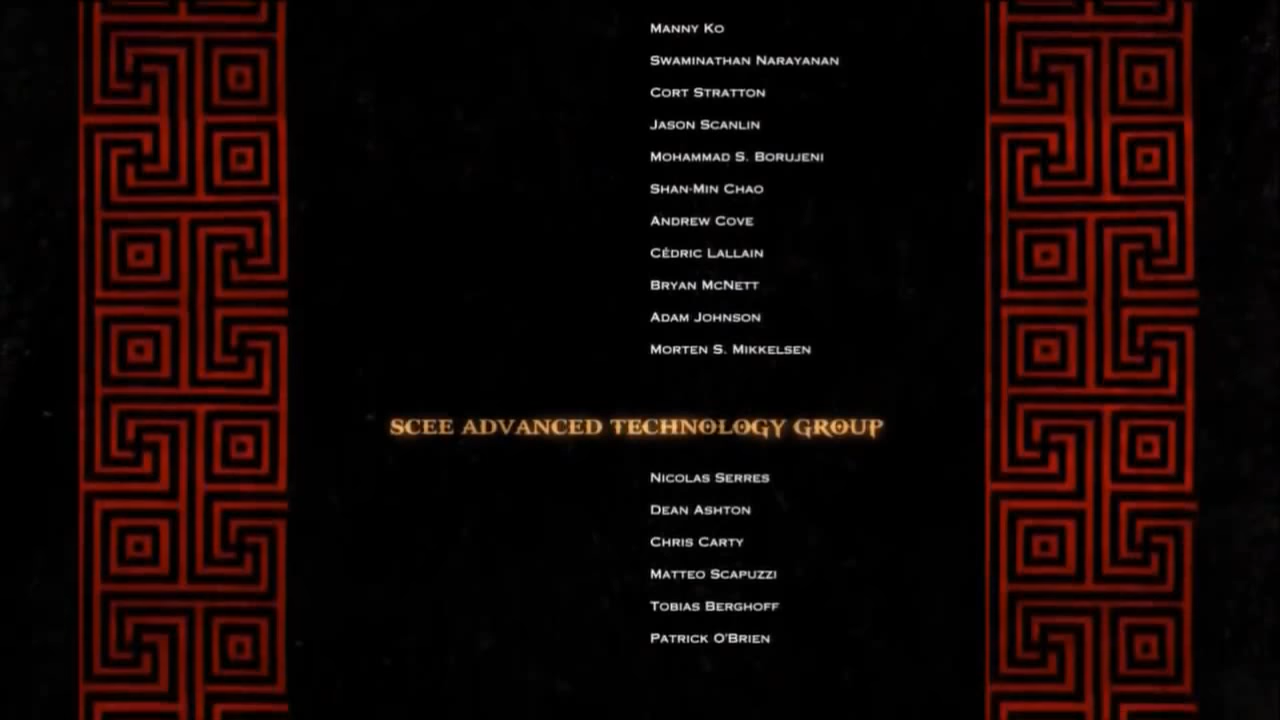 Manny Ko
Swaminathan Narayanan
Cort Stratton
Jason Scanlin
Mohammad S. Borujeni
Shan-Min Chao
Andrew Cove
Cédric Lallain
Bryan McNett
Adam Johnson
Morten S. Mikkelsen
SCEE ADVANCED TECHNOLOGY GROUP
Nicolas Serres
Dean Ashton
Chris Carty
Matteo Scapuzzi
Tobias Berghoff
Patrick O'Brien